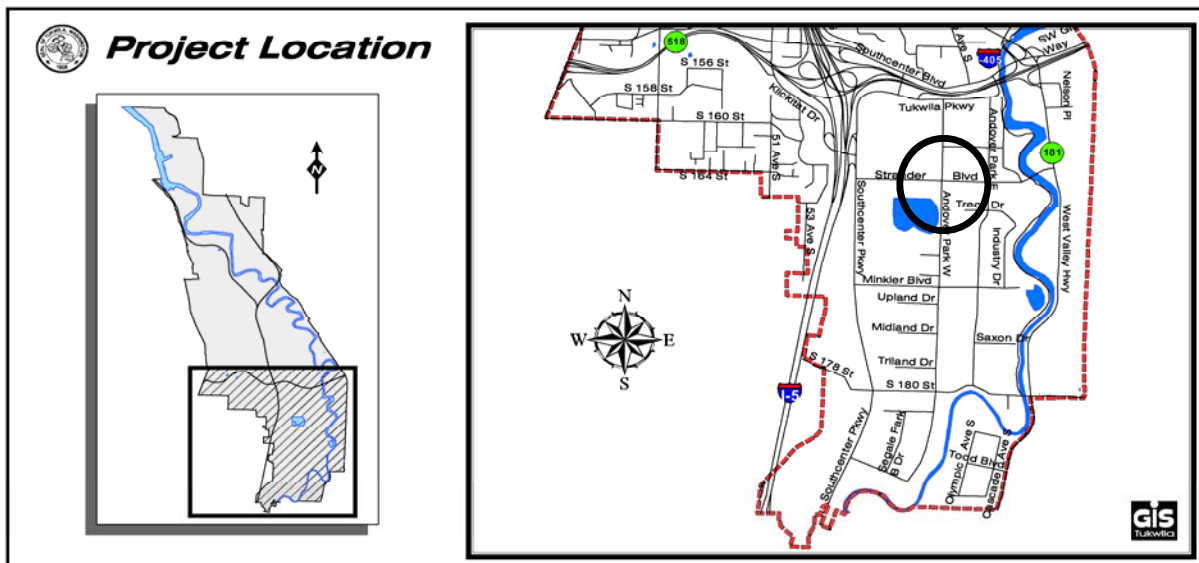 Project Location
N
518
S 156 St
Southcenter Blvd
Ave S
I-405
SW Gr
Way
S 158 St
Klickitat Dr
Tukwila Pkwy
Nelson Pl
S 160 St
51 Ave S
Andover Park E
181
S 164 St
Strander Blvd
Southcenter Pkwy
53 Ave S
Andover Park W
Industry Dr
West Valley Hwy
Minkler Blvd
Upland Dr
Midland Dr
Saxon Dr
Triland Dr
S 178 St
S 180 St
N
W E
S
I-5
Southcenter Pkwy
Segale Park
B Dr
Olympic Ave S
Todd Blvd
Cascade Ave S
GIS
Tukwila